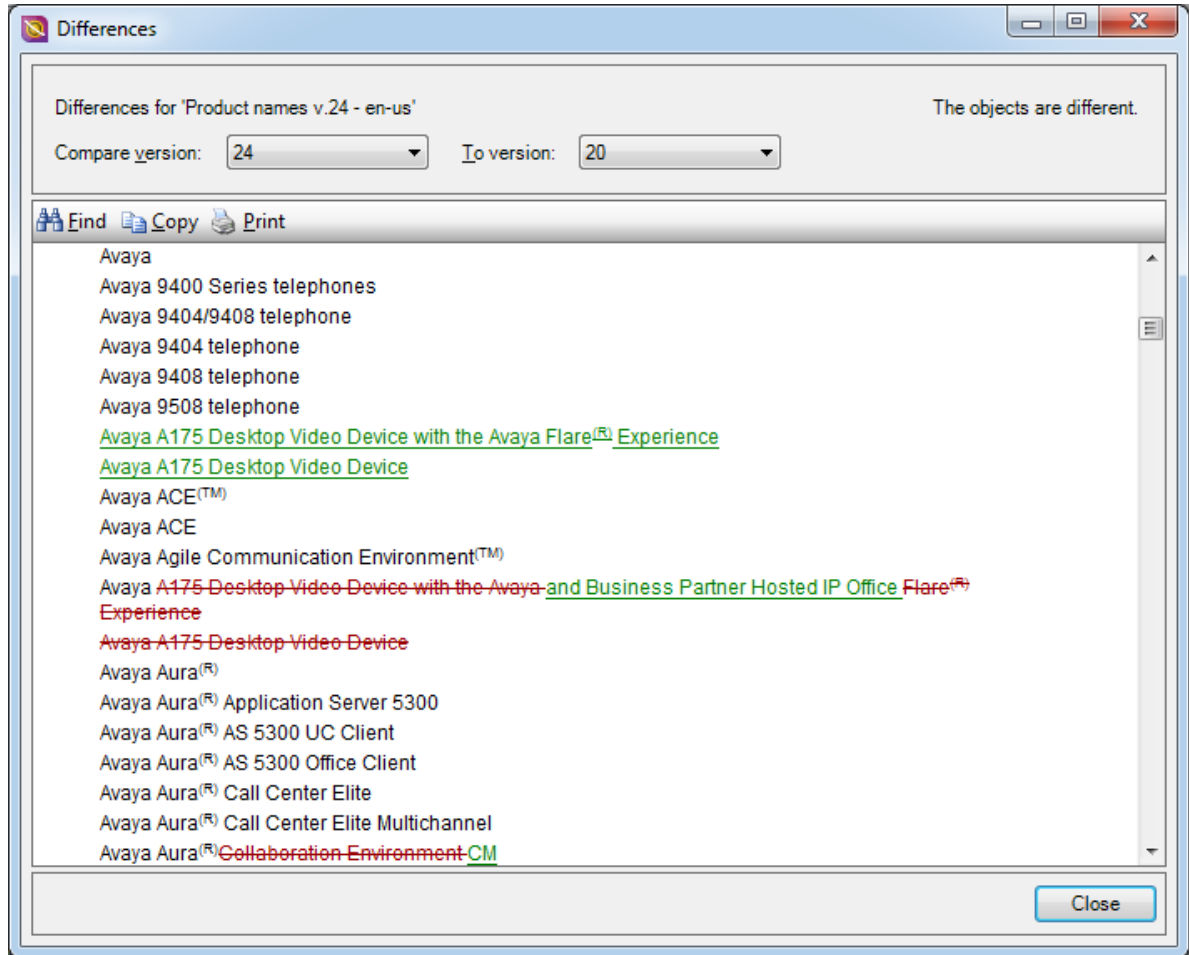 Differences
Differences for 'Product names v.24 - en-us'
The objects are different.
Compare version: 24 To version: 20
Find Copy Print
Avaya
Avaya 9400 Series telephones
Avaya 9404/9408 telephone
Avaya 9404 telephone
Avaya 9408 telephone
Avaya 9508 telephone
Avaya A175 Desktop Video Device with the Avaya Flare(R) Experience
Avaya A175 Desktop Video Device
Avaya ACE(TM)
Avaya ACE
Avaya Agile Communication Environment(TM)
Avaya A175 Desktop Video Device with the Avaya and Business Partner Hosted IP Office Flare(R)
Experience
Avaya A175 Desktop Video Device
Avaya Aura(R)
Avaya Aura(R) Application Server 5300
Avaya Aura(R) AS 5300 UC Client
Avaya Aura(R) AS 5300 Office Client
Avaya Aura(R) Call Center Elite
Avaya Aura(R) Call Center Elite Multichannel
Avaya Aura(R)Collaboration Environment CM
Close